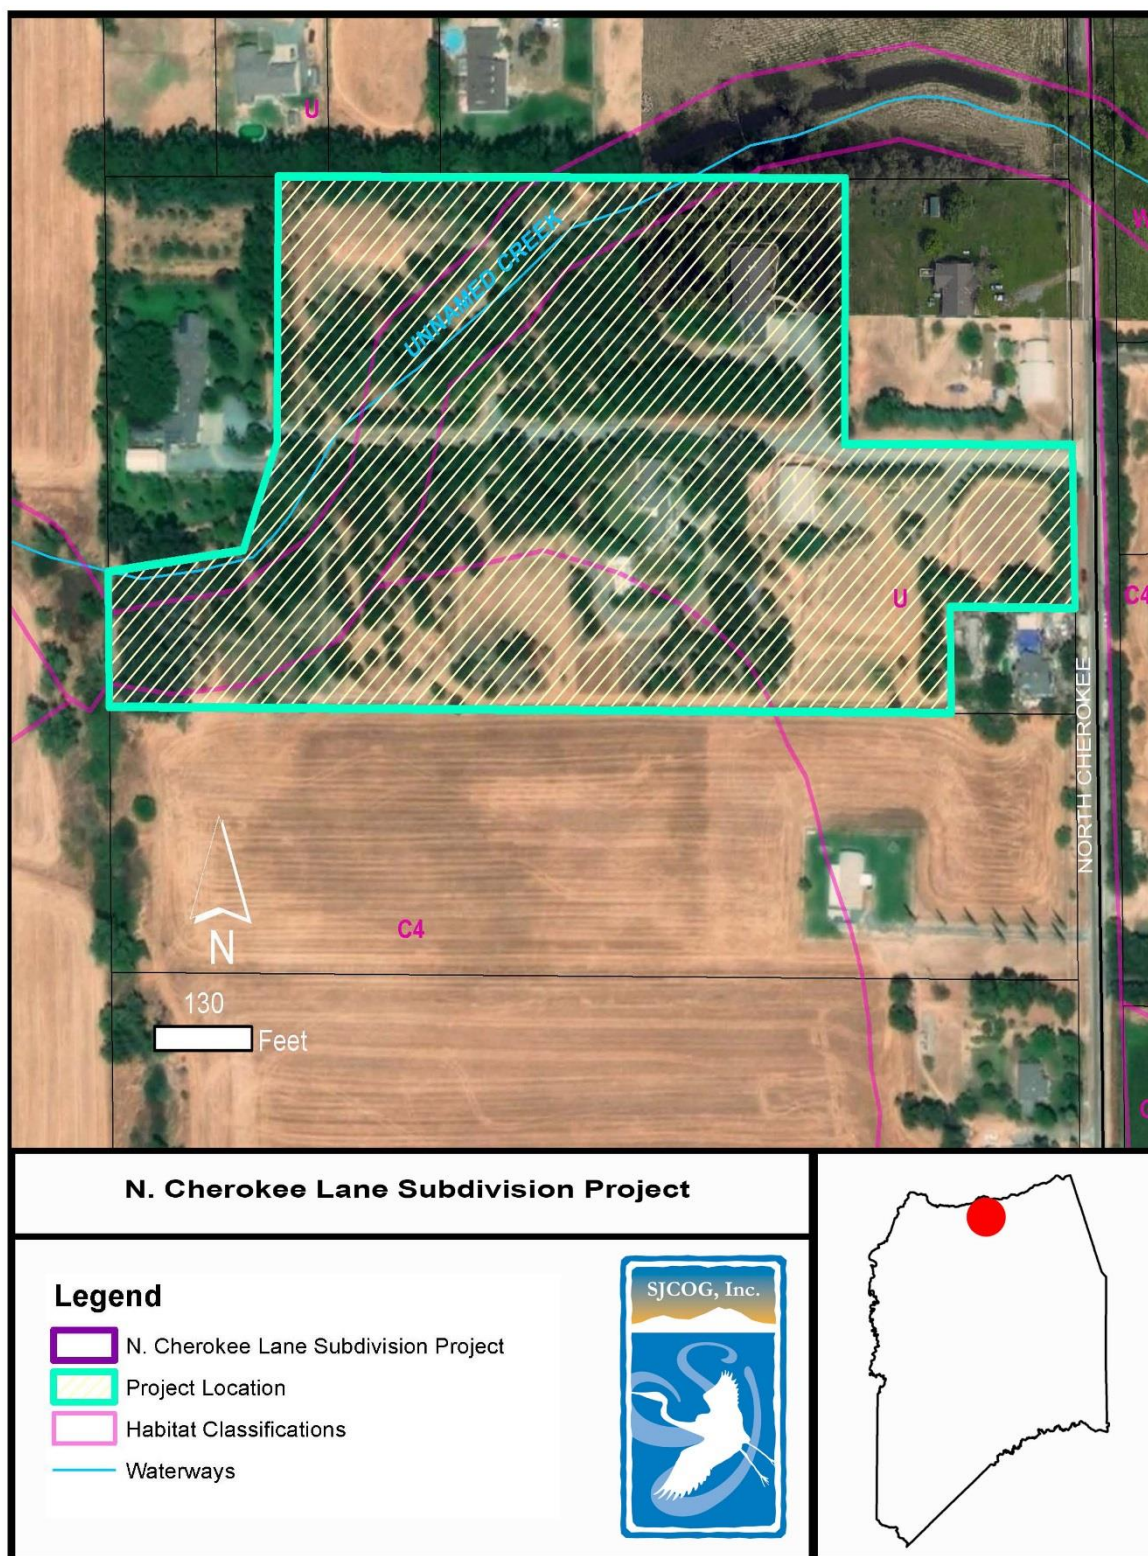 U
UNNAMED CREEK
W
C4
U
NORTH CHEROKEE
C4
N
130
Feet
N. Cherokee Lane Subdivision Project
Legend
N. Cherokee Lane Subdivision Project
Project Location
Habitat Classifications
Waterways
SJCOG, Inc.